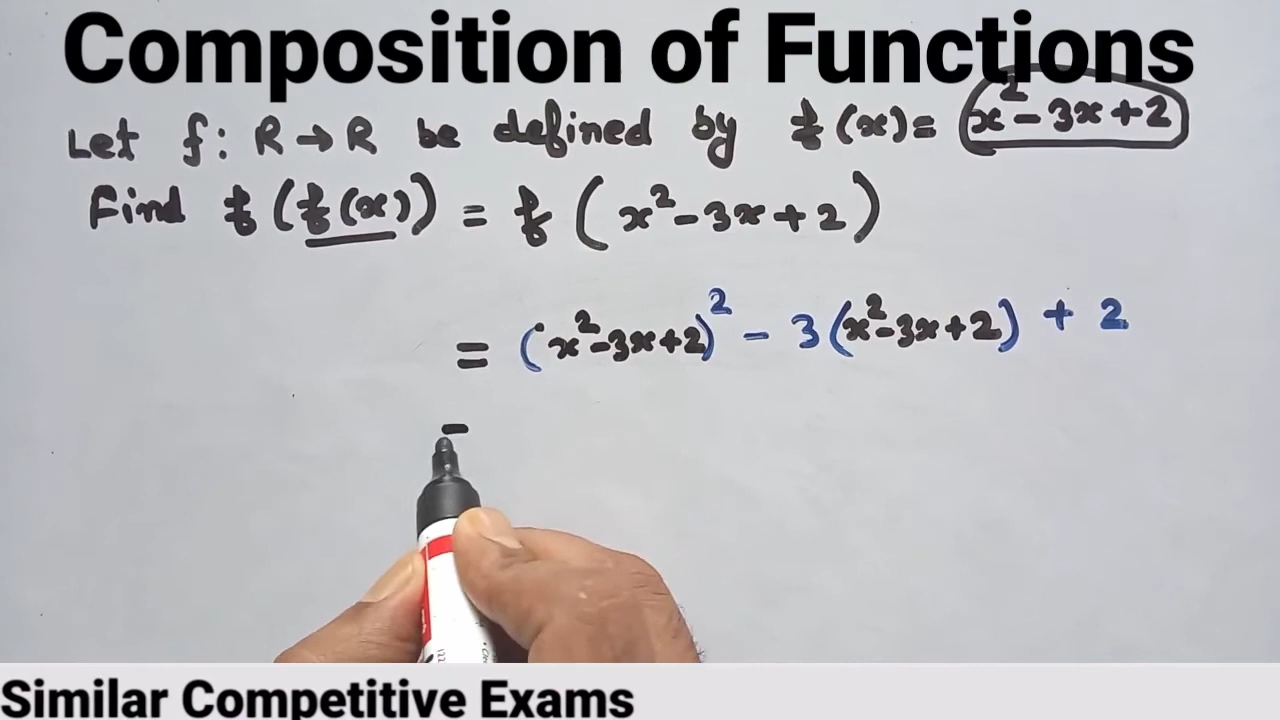 Composition of Functions
Let f: R → R be defined by f(x) = x² - 3x + 2
Find f(f(x)) = f(x² - 3x + 2)
= (x² - 3x + 2)² - 3(x² - 3x + 2) + 2
-
Similar Competitive Exams